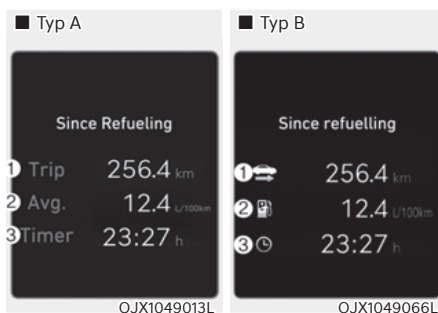 ■ Typ A
Since Refueling
1 Trip 256.4 km
2 Avg. 12.4 L/100km
3 Timer 23:27 h
OJX1049013L
■ Typ B
Since refuelling
1 256.4 km
2 12.4 L/100km
3 23:27 h
OJX1049066L